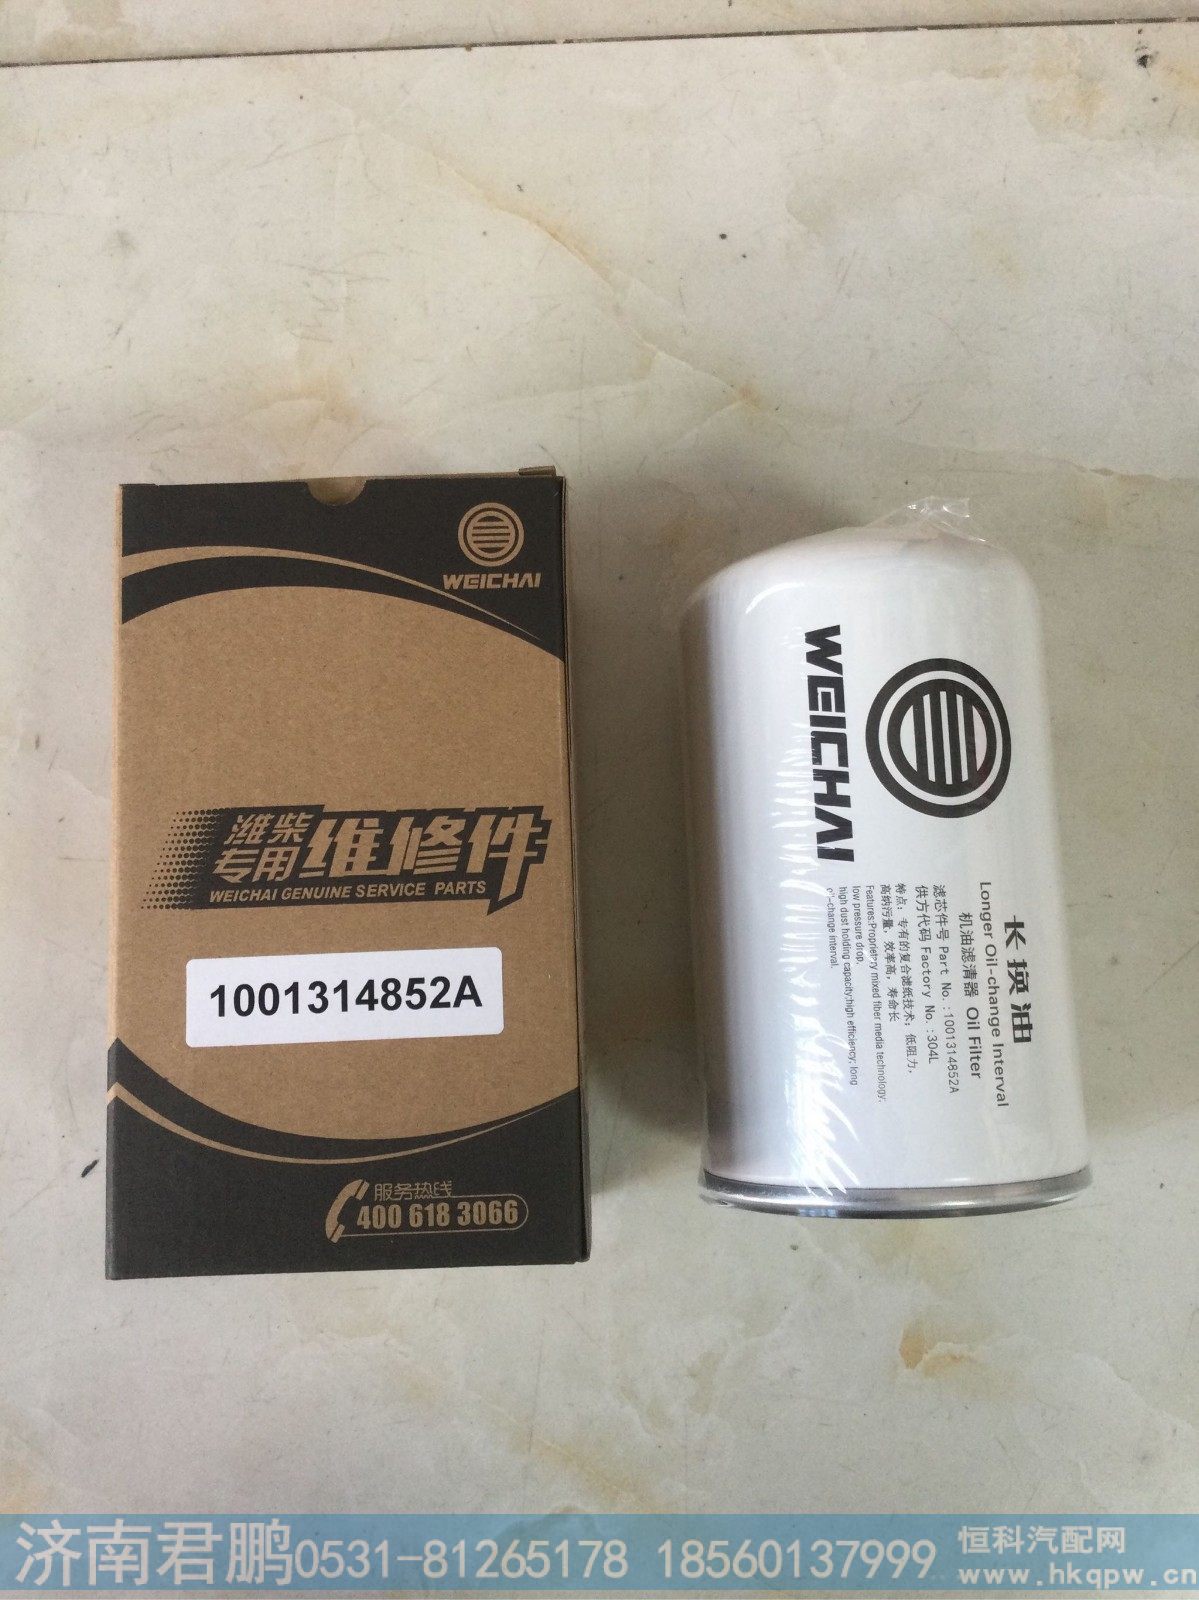 WEICHAI
潍柴
专用
维修件
WEICHAI GENUINE SERVICE PARTS
1001314852A
服务热线
400 618 3066
WEICHAI
长换油
Longer Oil-change Interval
机油滤清器 Oil Filter
滤芯件号 Part No.:1001314852A
供方代码 Factory No.:304L
特点：专有的复合滤纸技术；低阻力，
高纳污量，效率高，寿命长
Features:Proprietary mixed fiber media technology;
low pressure drop,
high dust holding capacity;high efficiency, long
oil-change interval.
济南君鹏0531-81265178 18560137999
恒科汽配网
www.hkqpw.cn